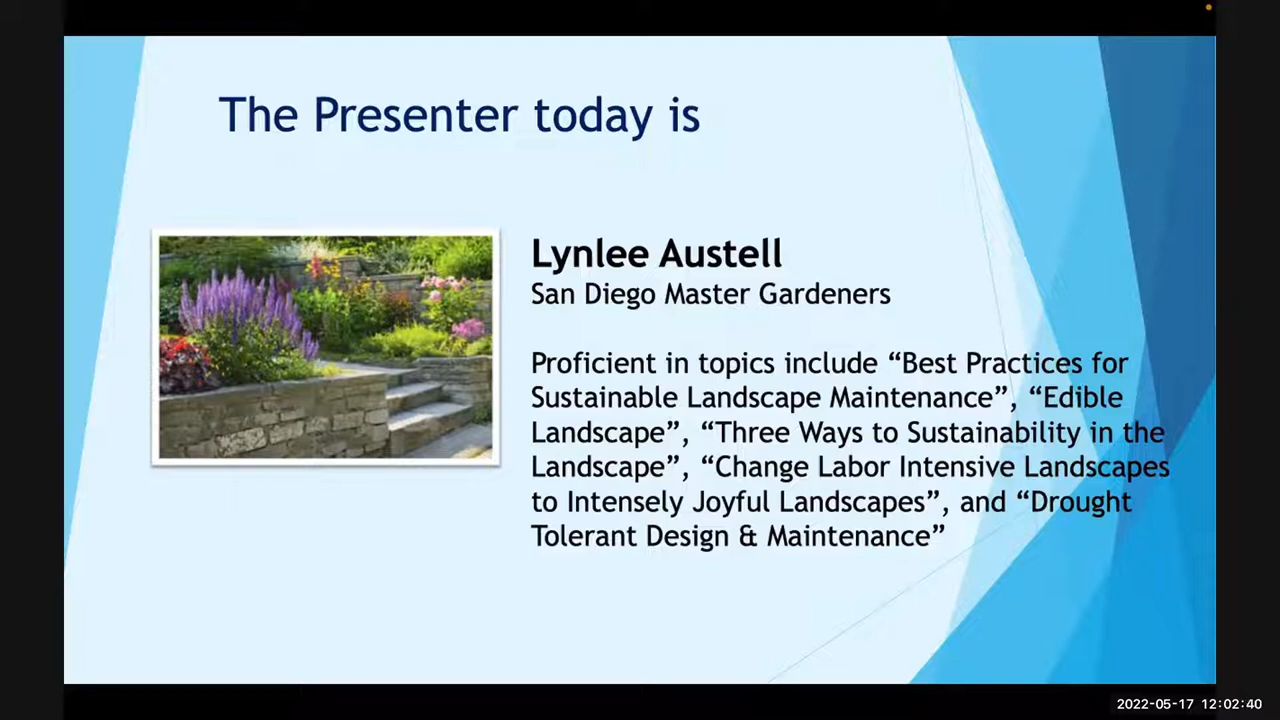 The Presenter today is
Lynlee Austell
San Diego Master Gardeners
Proficient in topics include “Best Practices for
Sustainable Landscape Maintenance”, “Edible
Landscape”, “Three Ways to Sustainability in the
Landscape”, “Change Labor Intensive Landscapes
to Intensely Joyful Landscapes”, and “Drought
Tolerant Design & Maintenance”
2022-05-17 12:02:40